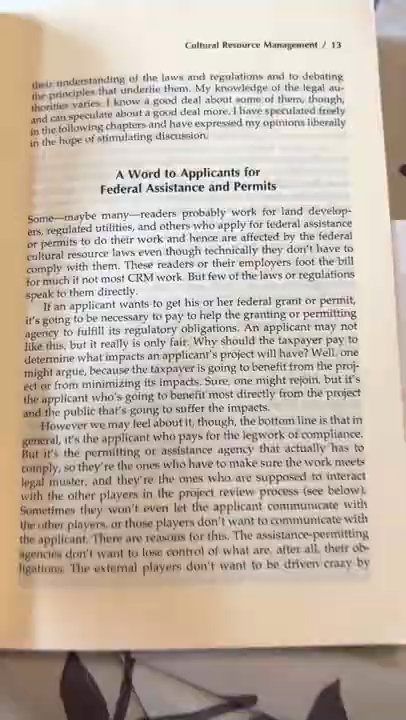 Cultural Resource Management / 13
their understanding of the laws and regulations and to debating
the principles that underlie them. My knowledge of the legal au-
thorities varies. I know a good deal about some of them, though,
and can speculate about a good deal more. I have speculated freely
in the following chapters and have expressed my opinions liberally
in the hope of stimulating discussion.
A Word to Applicants for
Federal Assistance and Permits
Some—maybe many—readers probably work for land develop-
ers, regulated utilities, and others who apply for federal assistance
or permits to do their work and hence are affected by the federal
cultural resource laws even though technically they don't have to
comply with them. These readers or their employers foot the bill
for much if not most CRM work. But few of the laws or regulations
speak to them directly.
If an applicant wants to get his or her federal grant or permit,
it's going to be necessary to pay to help the granting or permitting
agency to fulfill its regulatory obligations. An applicant may not
like this, but it really is only fair. Why should the taxpayer pay to
determine what impacts an applicant's project will have? Well, one
might argue, because the taxpayer is going to benefit from the proj-
ect or from minimizing its impacts. Sure, one might rejoin, but it's
the applicant who's going to benefit most directly from the project
and the public that's going to suffer the impacts.
However we may feel about it, though, the bottom line is that in
general, it's the applicant who pays for the legwork of compliance.
But it's the permitting or assistance agency that actually has to
comply, so they're the ones who have to make sure the work meets
legal muster, and they're the ones who are supposed to interact
with the other players in the project review process (see below).
Sometimes they won't even let the applicant communicate with
the other players, or those players don't want to communicate with
the applicant. There are reasons for this. The assistance-permitting
agencies don't want to lose control of what are, after all, their ob-
ligations. The external players don't want to be driven crazy by